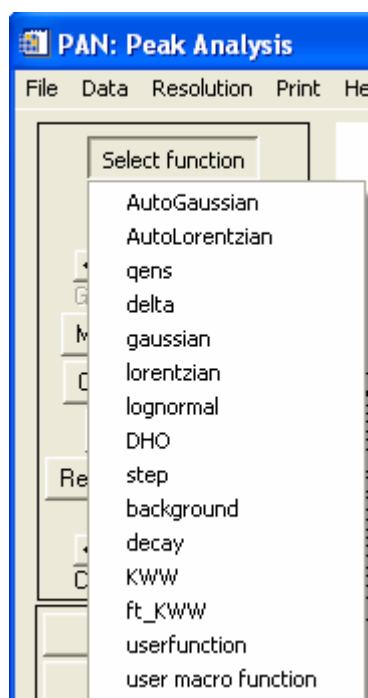 PAN: Peak Analysis
File Data Resolution Print He
Select function
AutoGaussian
AutoLorentzian
qens
delta
gaussian
lorentzian
lognormal
DHO
step
background
decay
KWW
ft_KWW
userfunction
user macro function
G
M
C
Re
C